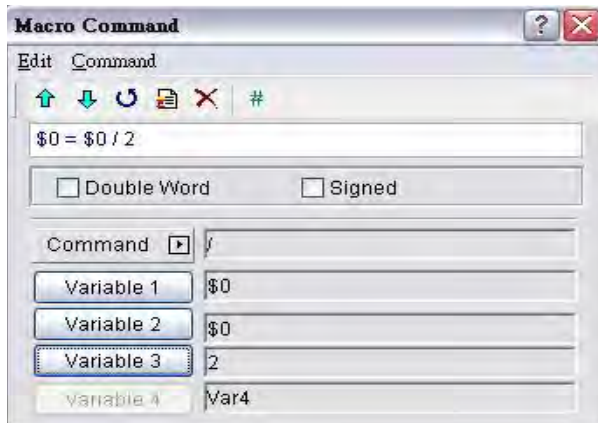 Macro Command
Edit Command
#
$0 = $0 / 2
Double Word Signed
Command /
Variable 1 $0
Variable 2 $0
Variable 3 2
Variable 4 Var4